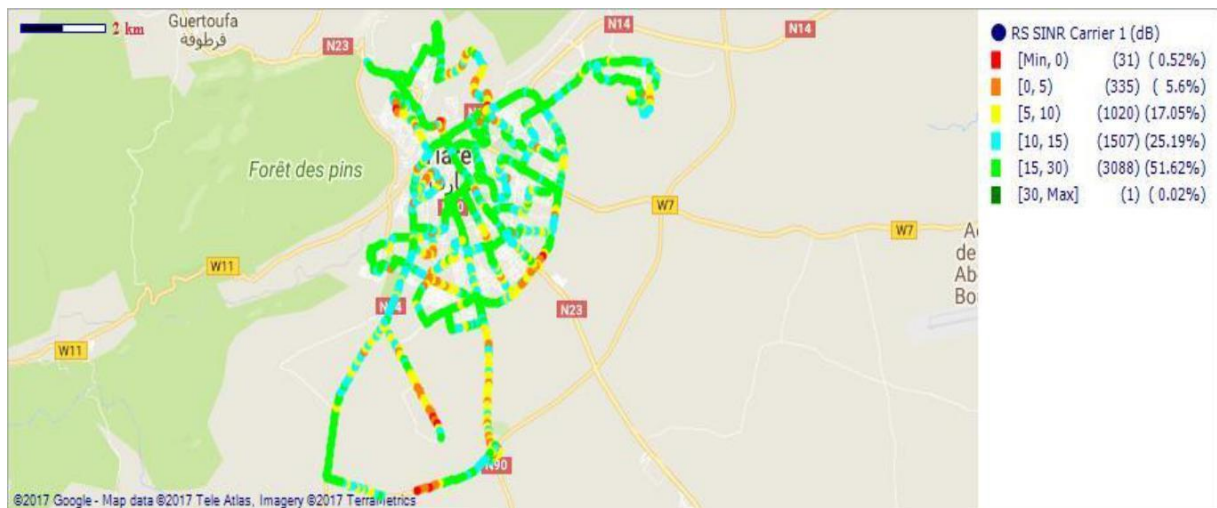 2 km
Guertoufa
قرطوفة
N23
N14
N14
Forêt des pins
W7
W7
W11
W11
N23
N90
©2017 Google - Map data ©2017 Tele Atlas, Imagery ©2017 TerraMetrics
RS SINR Carrier 1 (dB)
[Min, 0) (31) ( 0.52%)
[0, 5) (335) ( 5.6%)
[5, 10) (1020) (17.05%)
[10, 15) (1507) (25.19%)
[15, 30) (3088) (51.62%)
[30, Max] (1) ( 0.02%)